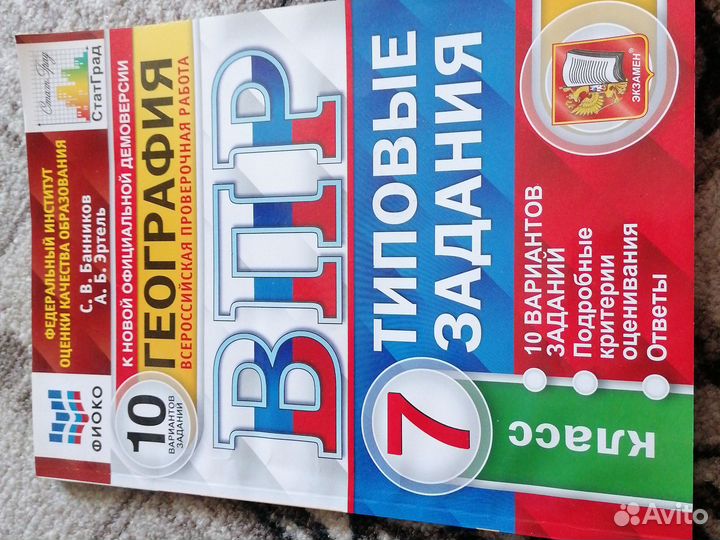 ФИОКО
ФЕДЕРАЛЬНЫЙ ИНСТИТУТ
ОЦЕНКИ КАЧЕСТВА ОБРАЗОВАНИЯ
С. В. Банников
А. Б. Эртель
СтатГрад
СтатГрад
К НОВОЙ ОФИЦИАЛЬНОЙ ДЕМОВЕРСИИ
10
ВАРИАНТОВ
ЗАДАНИЙ
ГЕОГРАФИЯ
ВСЕРОССИЙСКАЯ ПРОВЕРОЧНАЯ РАБОТА
ВПР
7
класс
ТИПОВЫЕ
ЗАДАНИЯ
10 ВАРИАНТОВ
ЗАДАНИЙ
Подробные
критерии
оценивания
Ответы
ЭКЗАМЕН®
Avito